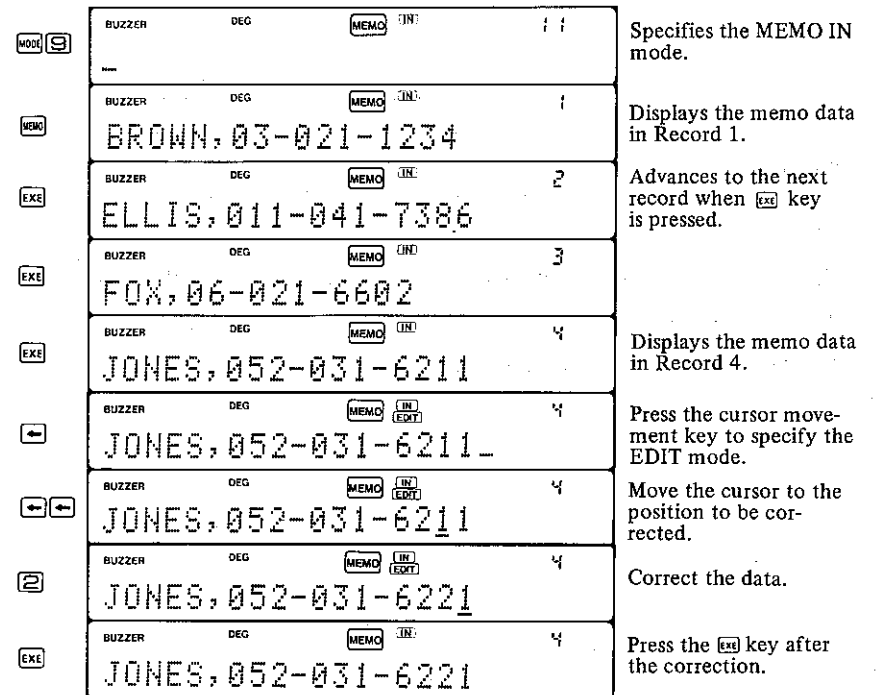 BUZZER DEG MEMO IN 11
MODE 9
_
Specifies the MEMO IN
mode.
BUZZER DEG MEMO IN 1
MEMO
BROWN,03-021-1234
Displays the memo data
in Record 1.
BUZZER DEG MEMO IN 2
EXE
ELLIS,011-041-7386
Advances to the next
record when EXE key
is pressed.
BUZZER DEG MEMO IN 3
EXE
FOX,06-021-6602
BUZZER DEG MEMO IN 4
EXE
JONES,052-031-6211
Displays the memo data
in Record 4.
BUZZER DEG MEMO IN EDIT 4
←
JONES,052-031-6211_
Press the cursor move-
ment key to specify the
EDIT mode.
BUZZER DEG MEMO IN EDIT 4
← ←
JONES,052-031-6211
Move the cursor to the
position to be cor-
rected.
BUZZER DEG MEMO IN EDIT 4
2
JONES,052-031-6221
Correct the data.
BUZZER DEG MEMO IN 4
EXE
JONES,052-031-6221
Press the EXE key after
the correction.